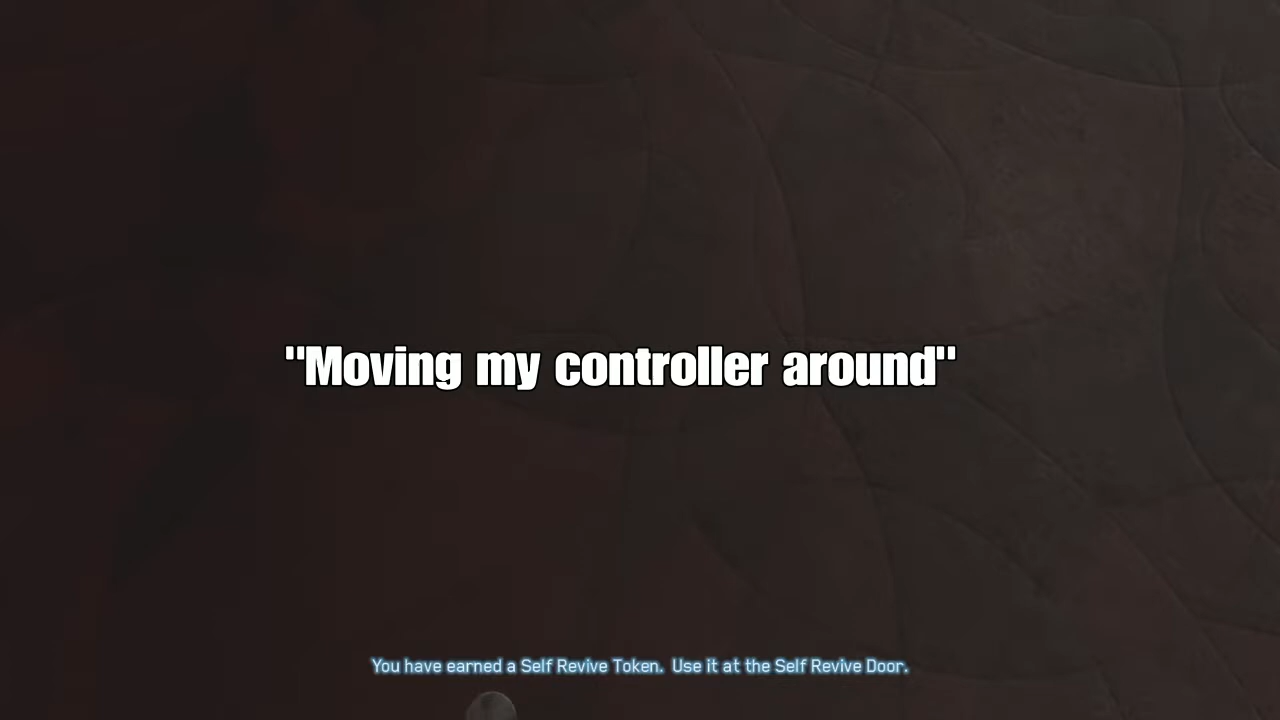 "Moving my controller around"
You have earned a Self Revive Token. Use it at the Self Revive Door.